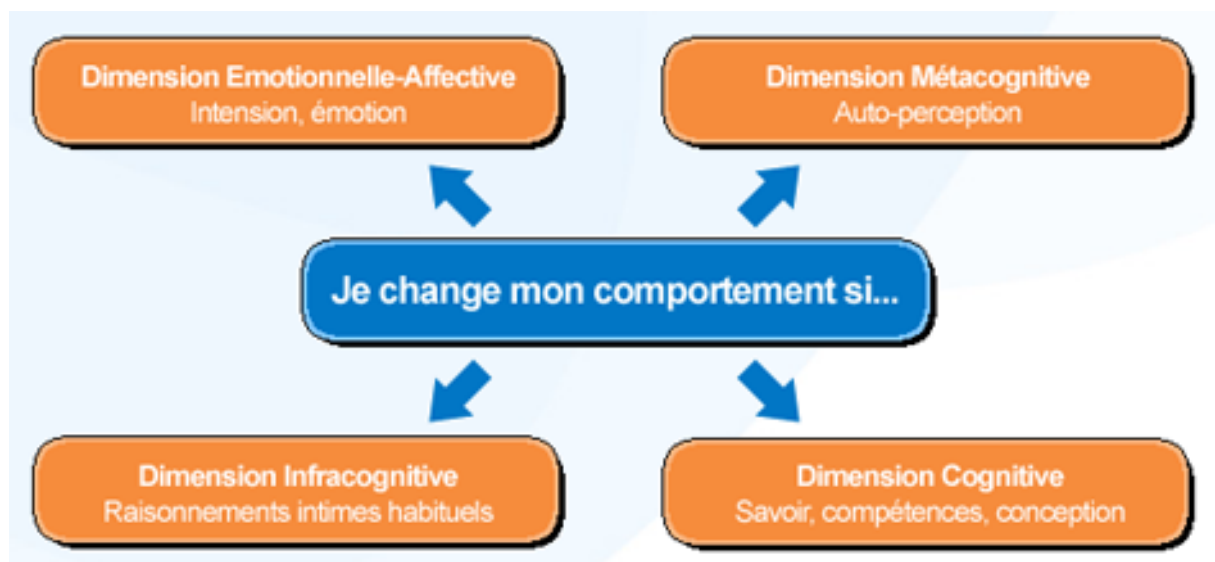 Dimension Emotionnelle-Affective
Intension, émotion
Dimension Métacognitive
Auto-perception
Je change mon comportement si...
Dimension Infracognitive
Raisonnements intimes habituels
Dimension Cognitive
Savoir, compétences, conception